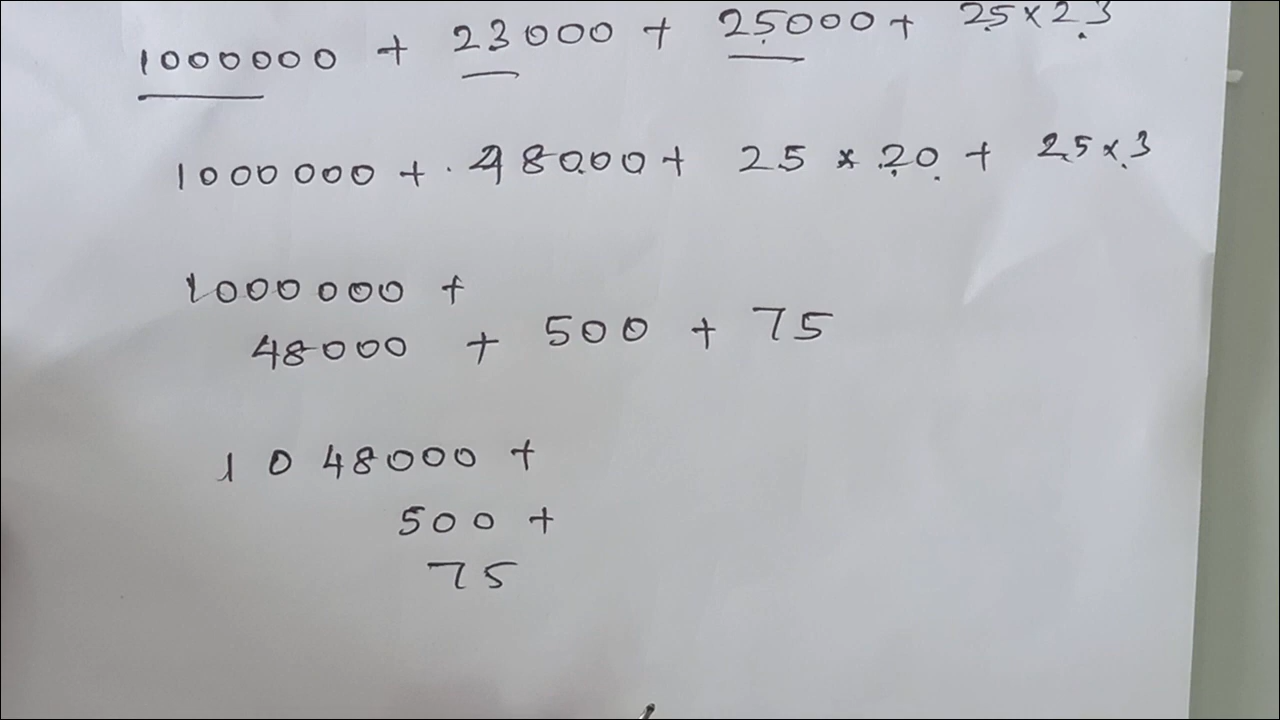 1000000 + 23000 + 25000 + 25 × 23
1000000 + 48000 + 25 × 20 + 25 × 3
1000000 +
48000 + 500 + 75
1048000 +
500 +
75